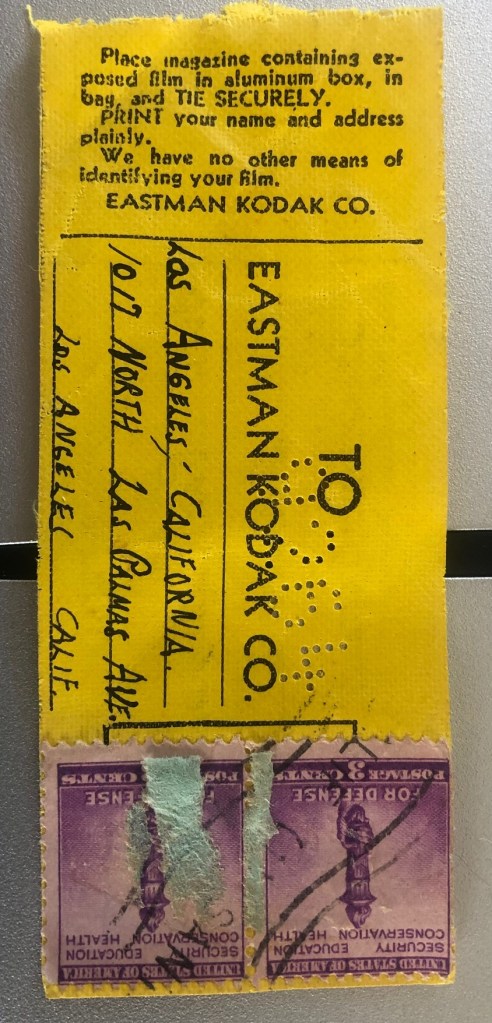 Place magazine containing ex-
posed film in aluminum box, in
bag, and TIE SECURELY.
PRINT your name and address
plainly.
We have no other means of
identifying your film.
EASTMAN KODAK CO.
TO
EASTMAN KODAK CO.
Los Angeles, California.
1017 North Las Palmas Ave.
Los Angeles Calif.
UNITED STATES OF AMERICA
SECURITY EDUCATION
CONSERVATION HEALTH
FOR DEFENSE
POSTAGE 3 CENTS
UNITED STATES OF AMERICA
SECURITY EDUCATION
CONSERVATION HEALTH
FOR DEFENSE
POSTAGE CENTS